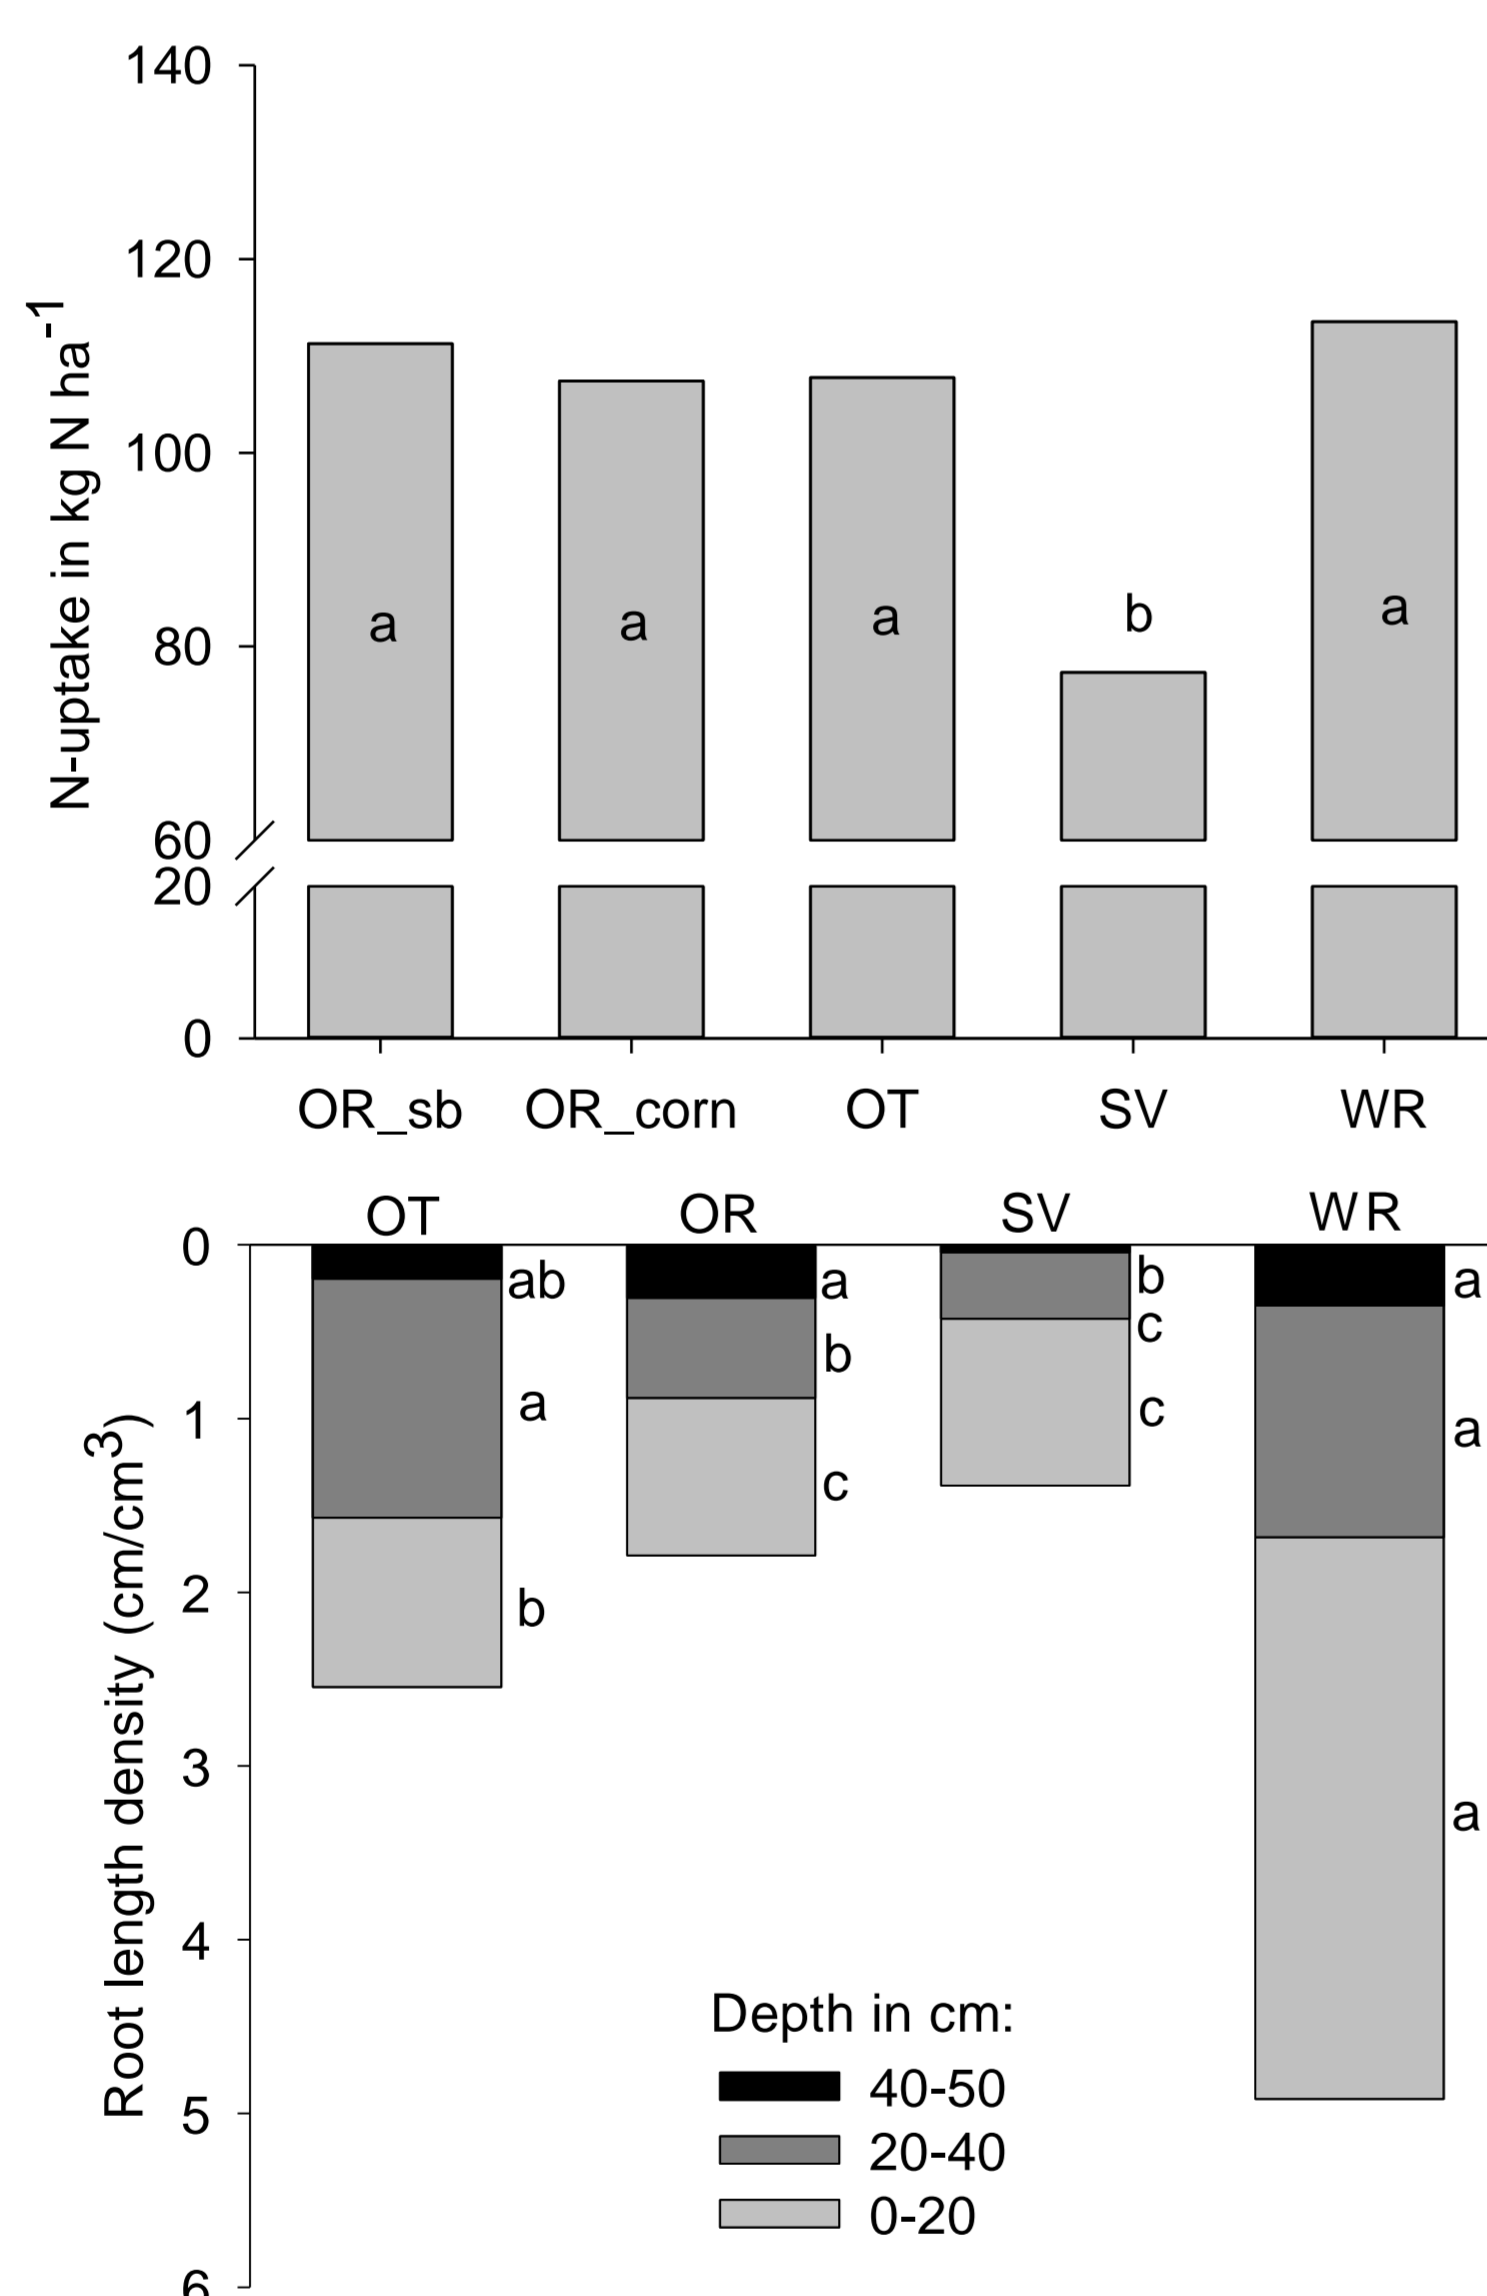 140
120
100
80
60
20
0
N-uptake in kg N ha-1
a
a
a
b
a
OR_sb
OR_corn
OT
SV
WR
OT
OR
SV
WR
0
1
2
3
4
5
6
Root length density (cm/cm3)
ab
a
b
a
b
c
b
c
c
a
a
a
Depth in cm:
40-50
20-40
0-20